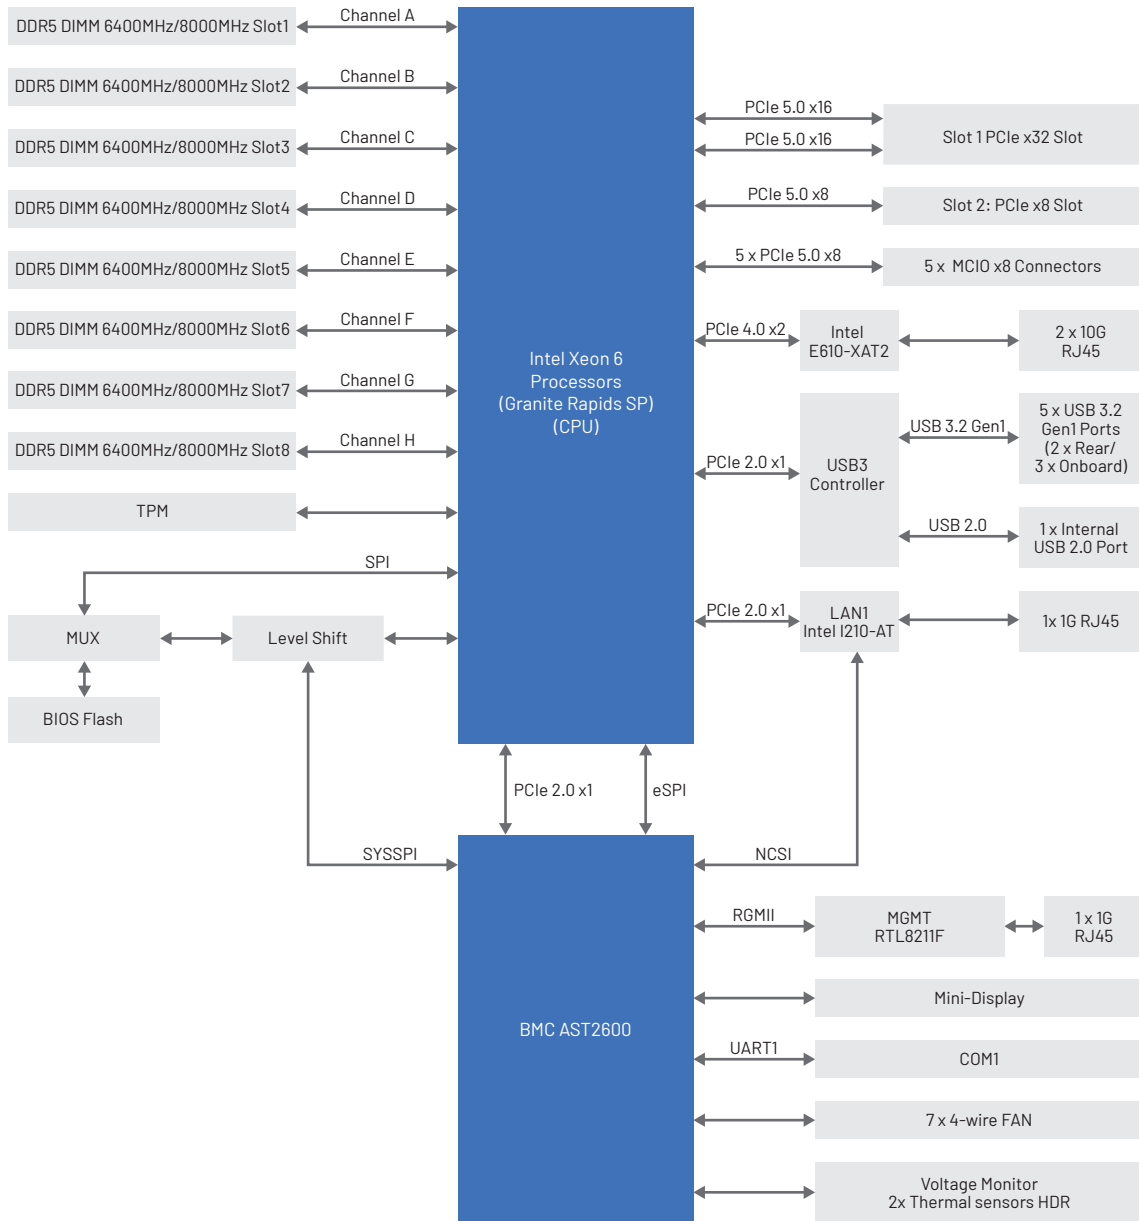 DDR5 DIMM 6400MHz/8000MHz Slot1
Channel A
DDR5 DIMM 6400MHz/8000MHz Slot2
Channel B
DDR5 DIMM 6400MHz/8000MHz Slot3
Channel C
DDR5 DIMM 6400MHz/8000MHz Slot4
Channel D
DDR5 DIMM 6400MHz/8000MHz Slot5
Channel E
DDR5 DIMM 6400MHz/8000MHz Slot6
Channel F
DDR5 DIMM 6400MHz/8000MHz Slot7
Channel G
DDR5 DIMM 6400MHz/8000MHz Slot8
Channel H
TPM
SPI
MUX
Level Shift
BIOS Flash
Intel Xeon 6
Processors
(Granite Rapids SP)
(CPU)
PCIe 5.0 x16
PCIe 5.0 x16
Slot 1 PCIe x32 Slot
PCIe 5.0 x8
Slot 2: PCIe x8 Slot
5 x PCIe 5.0 x8
5 x MCIO x8 Connectors
PCIe 4.0 x2
Intel
E610-XAT2
2 x 10G
RJ45
PCIe 2.0 x1
USB3
Controller
USB 3.2 Gen1
5 x USB 3.2
Gen1 Ports
(2 x Rear/
3 x Onboard)
USB 2.0
1 x Internal
USB 2.0 Port
PCIe 2.0 x1
LAN1
Intel I210-AT
1x 1G RJ45
PCIe 2.0 x1
eSPI
SYSSPI
NCSI
BMC AST2600
RGMII
MGMT
RTL8211F
1 x 1G
RJ45
Mini-Display
UART1
COM1
7 x 4-wire FAN
Voltage Monitor
2x Thermal sensors HDR